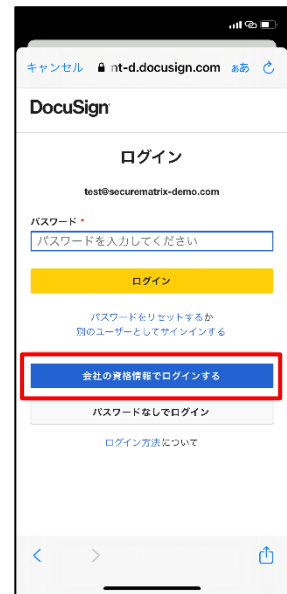 キャンセル nt-d.docusign.com ぁあ
DocuSign
ログイン
test@securematrix-demo.com
パスワード *
パスワードを入力してください
ログイン
パスワードをリセットするか
別のユーザーとしてサインインする
会社の資格情報でログインする
パスワードなしでログイン
ログイン方法について